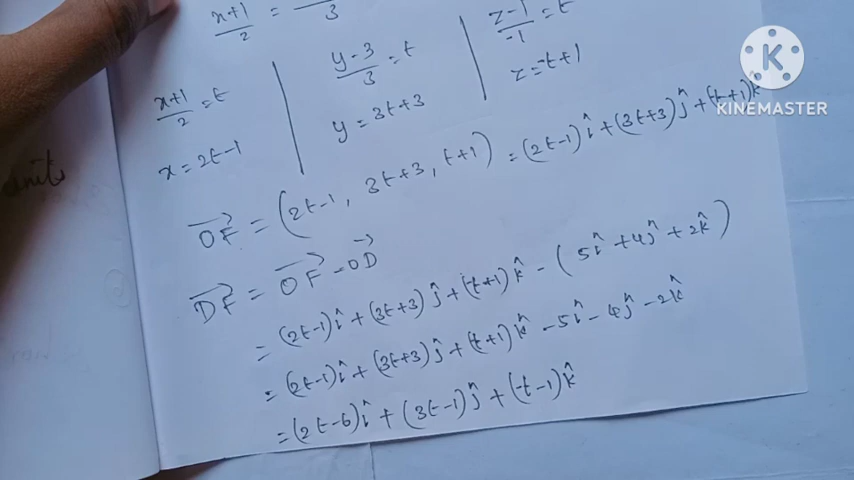 x+1/2 = /3
x+1/2 = t | y-3/3 = t | z-1/-1 = t
x = 2t-1 | y = 3t+3 | z = -t+1
OF→ = (2t-1, 3t+3, t+1) = (2t-1)î + (3t+3)ĵ + (-t+1)k̂
DF→ = OF→ - OD→
= (2t-1)î + (3t+3)ĵ + (-t+1)k̂ - (5î + 4ĵ + 2k̂)
= (2t-1)î + (3t+3)ĵ + (-t+1)k̂ - 5î - 4ĵ - 2k̂
= (2t-6)î + (3t-1)ĵ + (-t-1)k̂
KINEMASTER